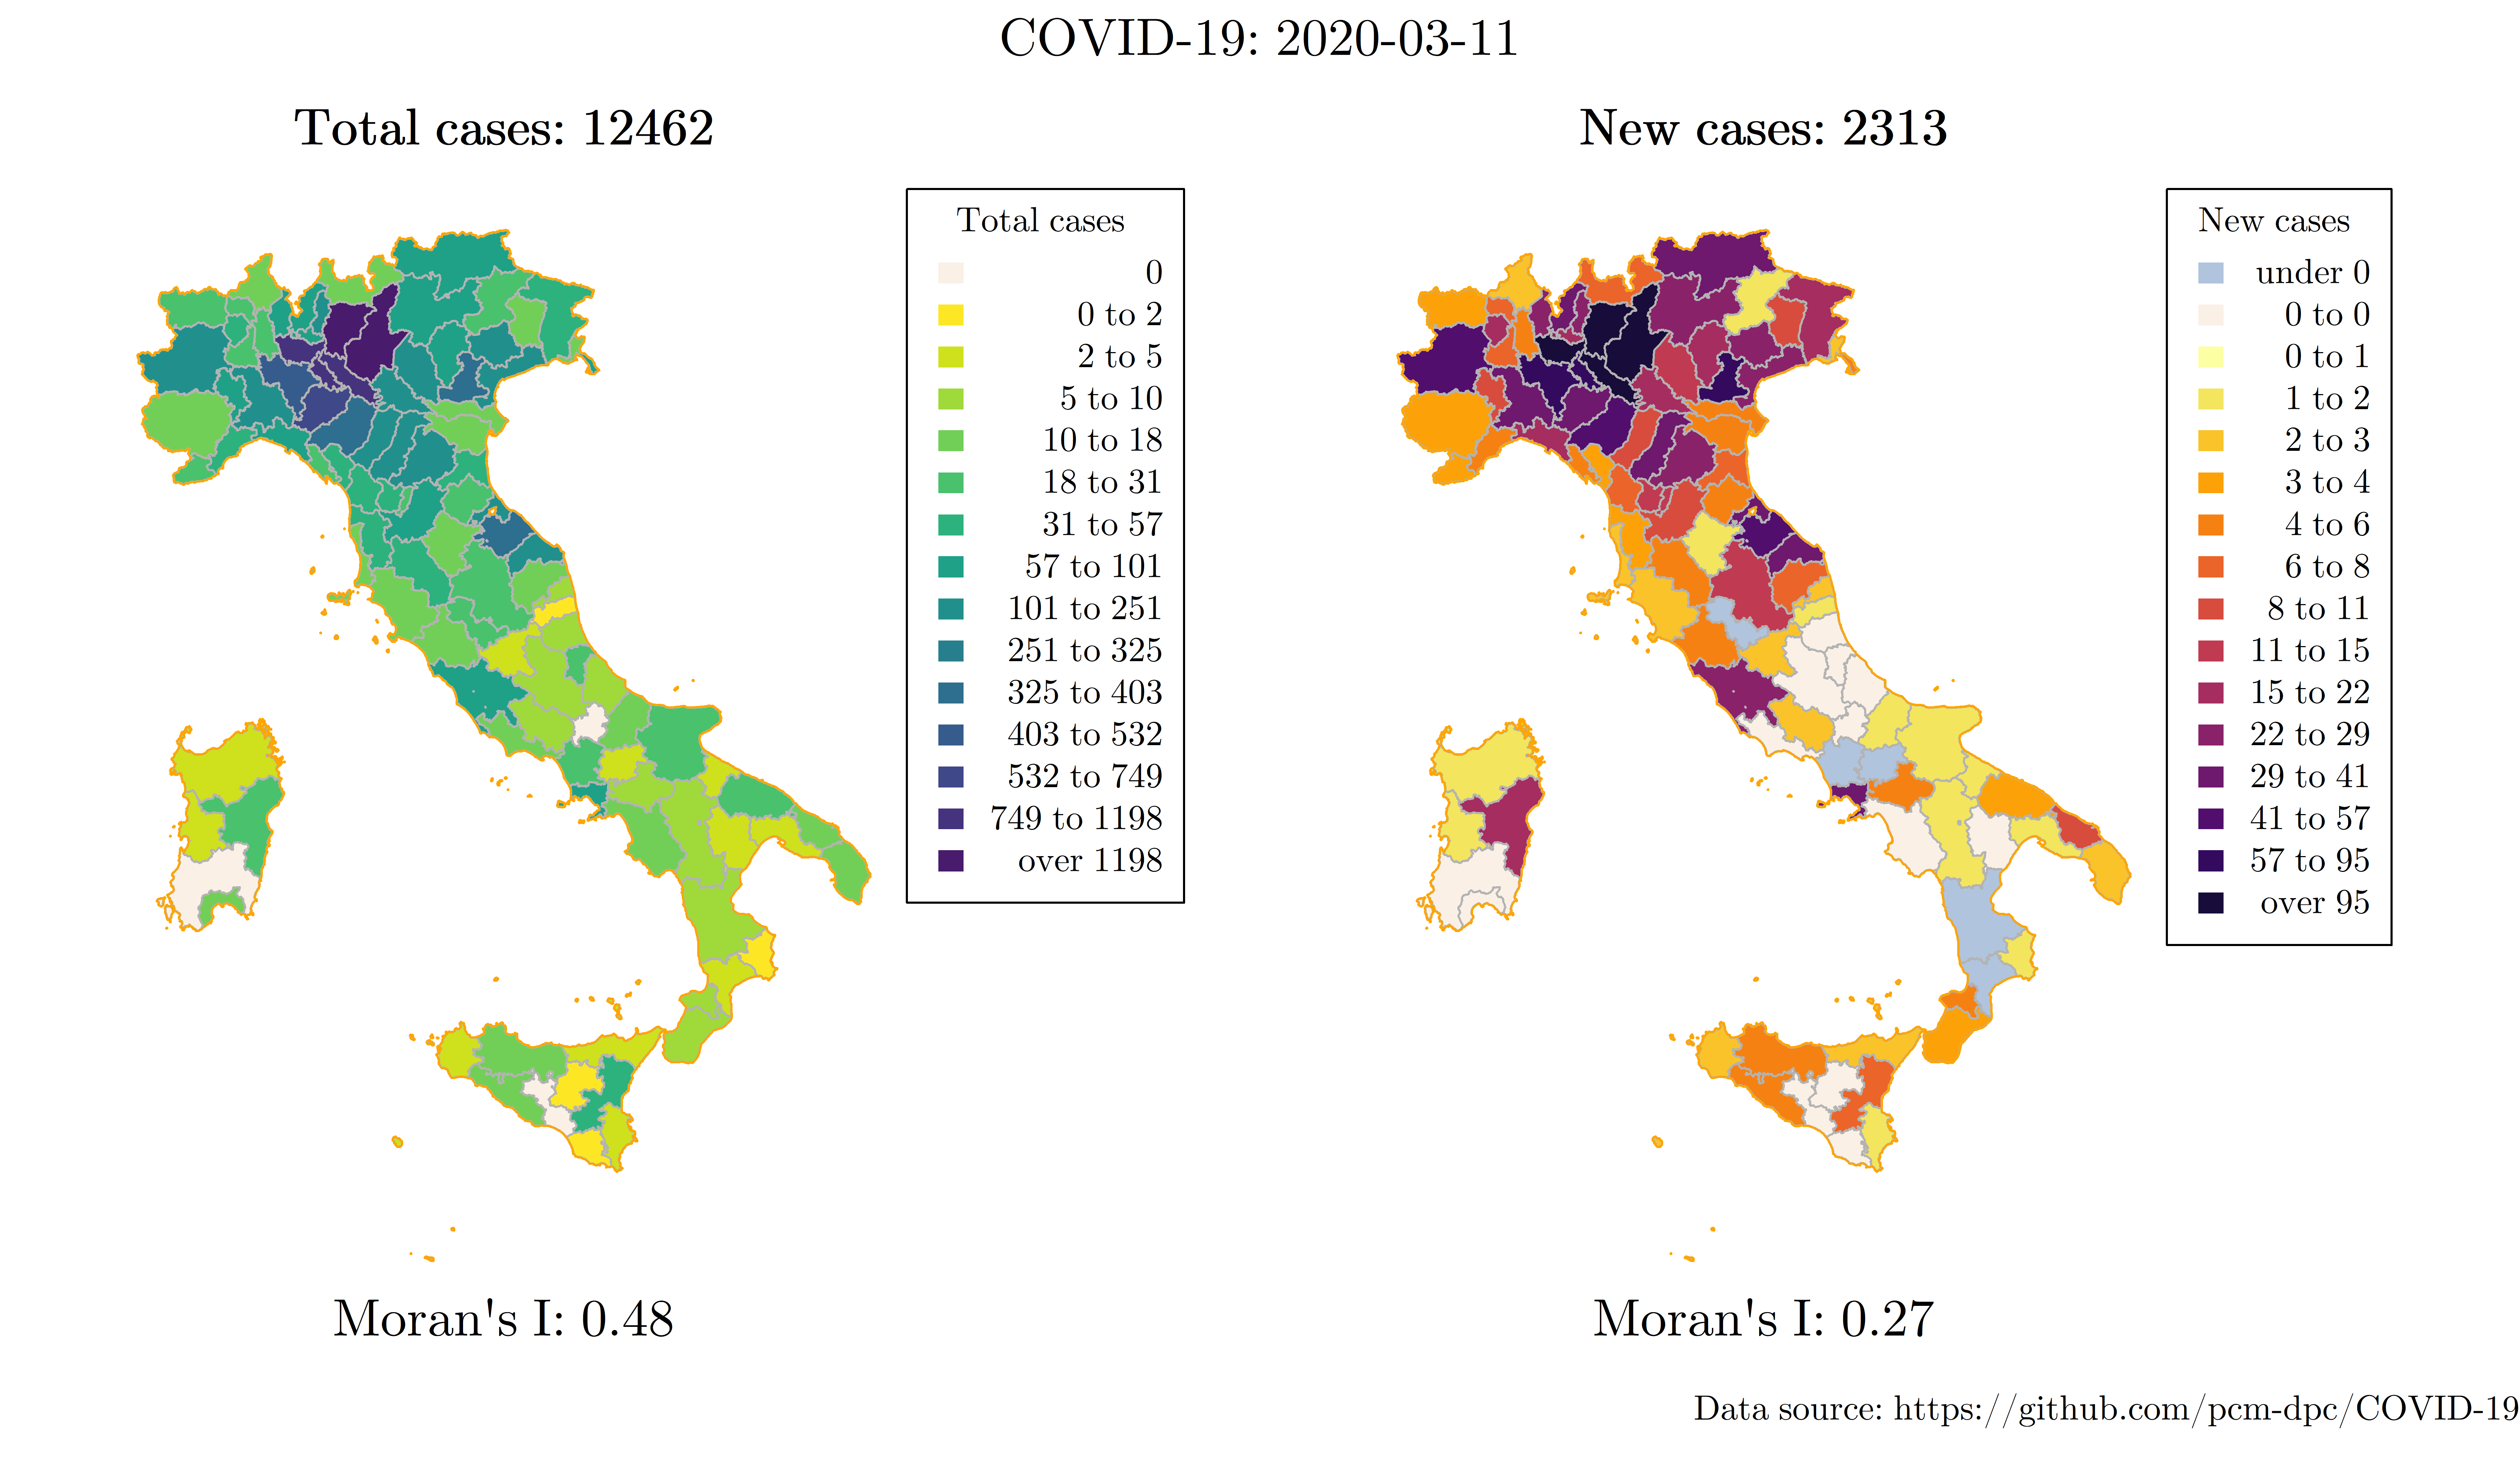 COVID-19: 2020-03-11
Total cases: 12462
New cases: 2313
Total cases
0
0 to 2
2 to 5
5 to 10
10 to 18
18 to 31
31 to 57
57 to 101
101 to 251
251 to 325
325 to 403
403 to 532
532 to 749
749 to 1198
over 1198
New cases
under 0
0 to 0
0 to 1
1 to 2
2 to 3
3 to 4
4 to 6
6 to 8
8 to 11
11 to 15
15 to 22
22 to 29
29 to 41
41 to 57
57 to 95
over 95
Moran's I: 0.48
Moran's I: 0.27
Data source: https://github.com/pcm-dpc/COVID-19